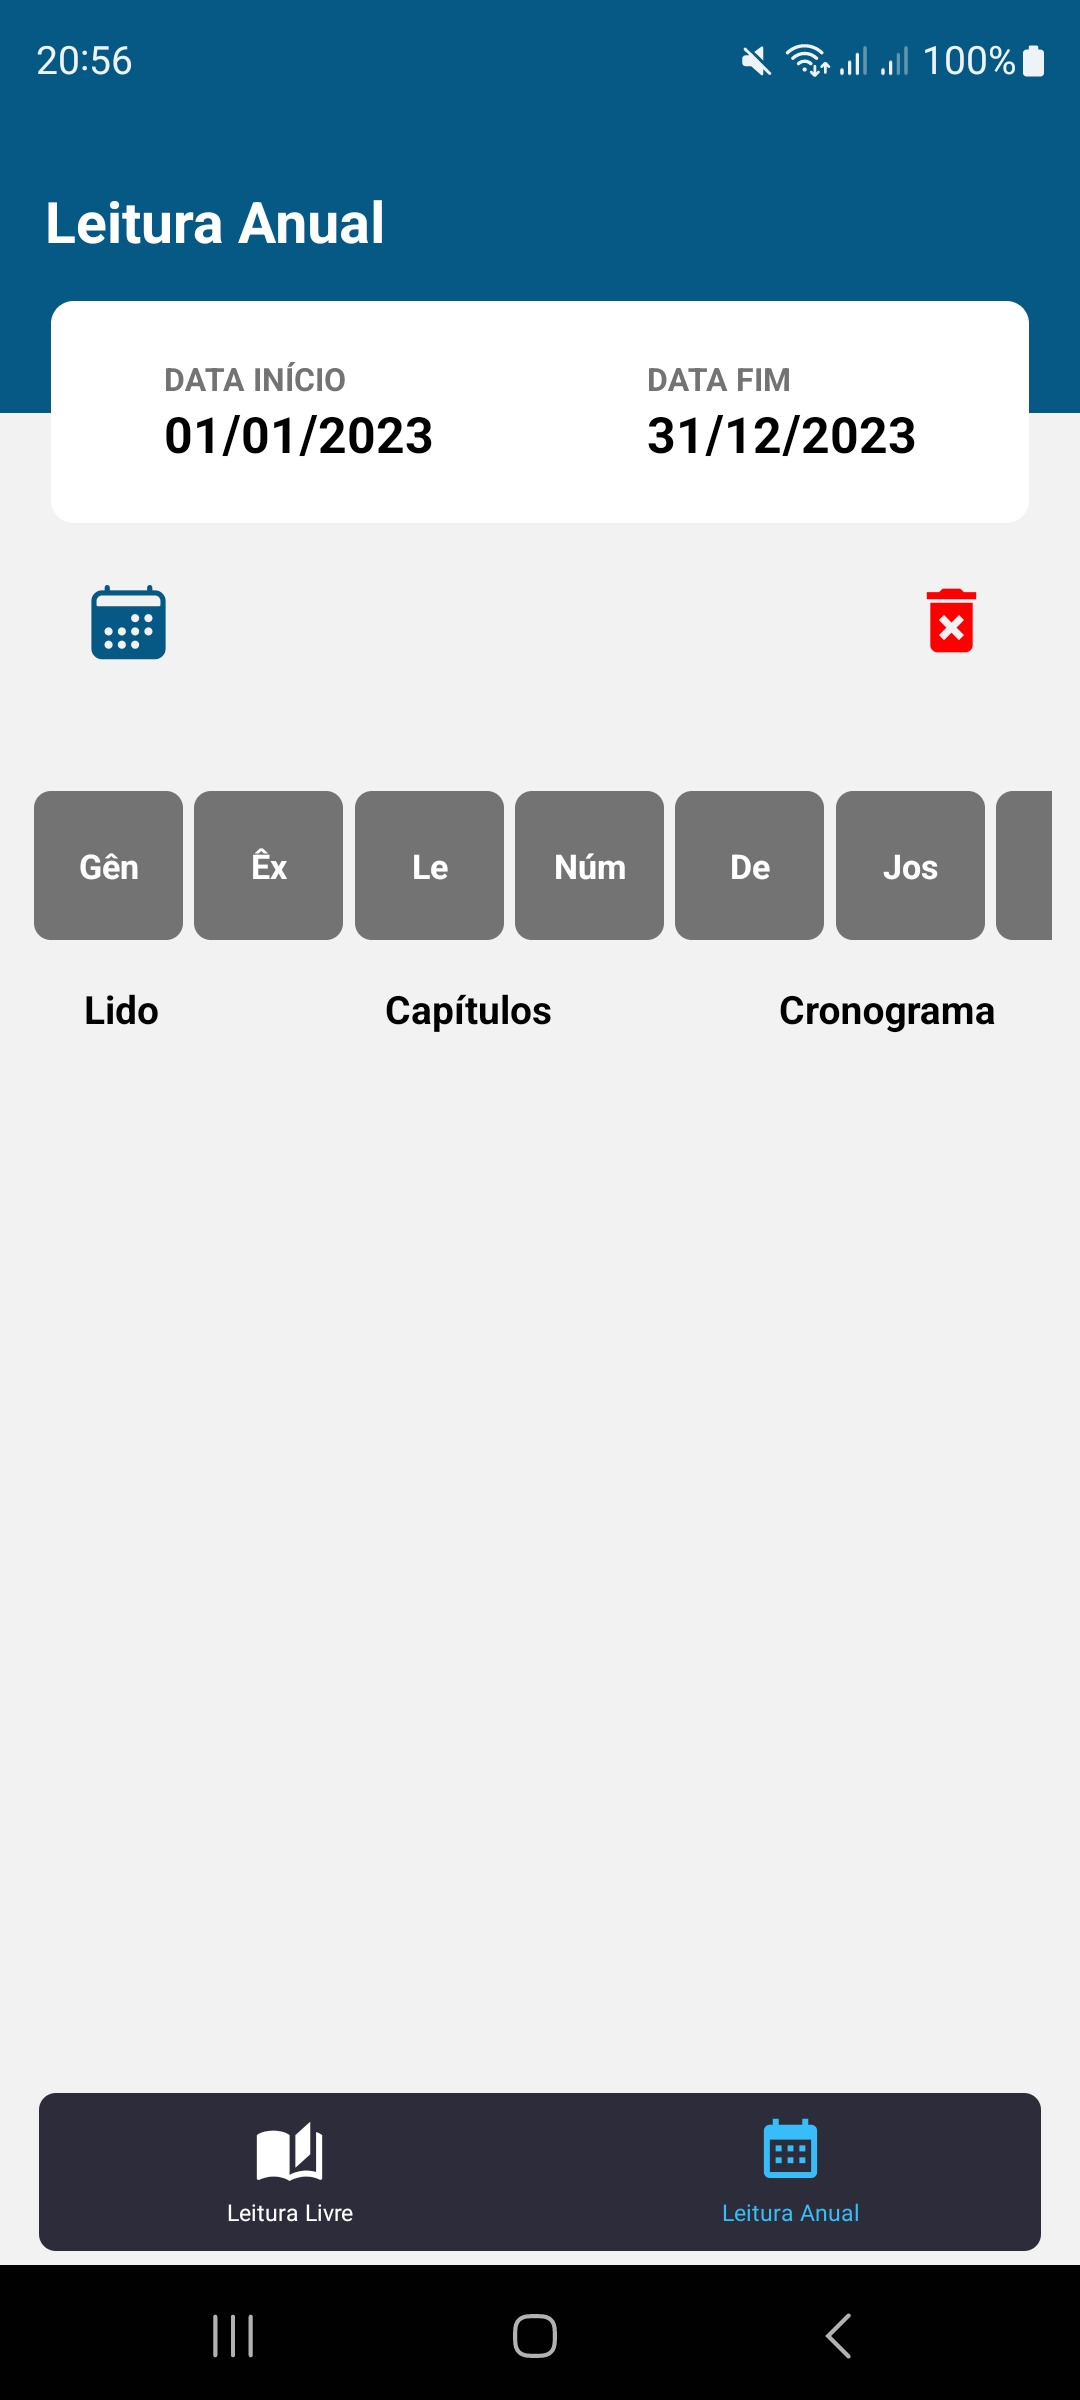 20:56
100%
Leitura Anual
DATA INÍCIO
01/01/2023
DATA FIM
31/12/2023
Gên
Êx
Le
Núm
De
Jos
Lido
Capítulos
Cronograma
Leitura Livre
Leitura Anual